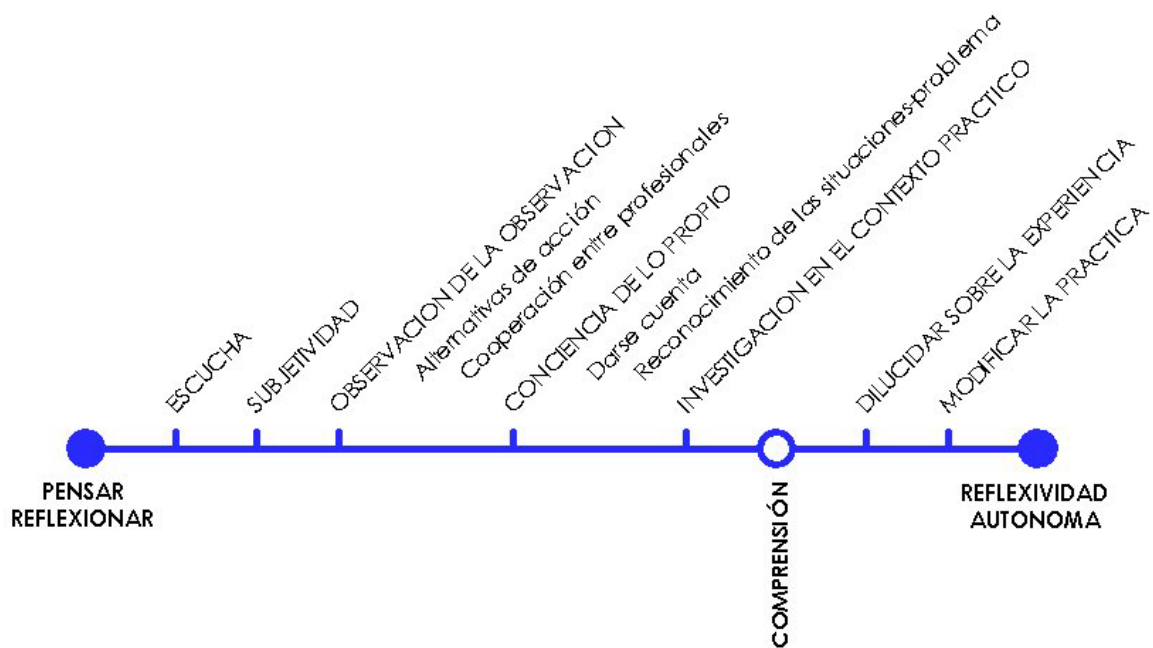 ESCUCHA
SUBJETIVIDAD
OBSERVACION DE LA OBSERVACION
Alternativas de acción
Cooperación entre profesionales
CONCIENCIA DE LO PROPIO
Darse cuenta
Reconocimiento de las situaciones-problema
INVESTIGACION EN EL CONTEXTO PRACTICO
DILUCIDAR SOBRE LA EXPERIENCIA
MODIFICAR LA PRACTICA
PENSAR
REFLEXIONAR
COMPRENSIÓN
REFLEXIVIDAD
AUTONOMA